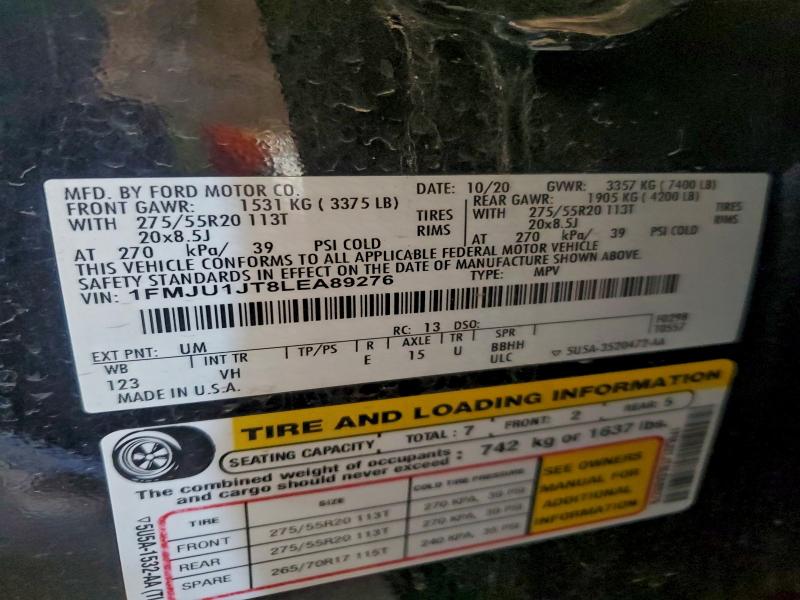 MFD. BY FORD MOTOR CO. DATE: 10/20 GVWR: 3357 KG ( 7400 LB)
FRONT GAWR: 1531 KG ( 3375 LB) REAR GAWR: 1905 KG ( 4200 LB)
WITH 275/55R20 113T TIRES WITH 275/55R20 113T TIRES
20x8.5J RIMS 20x8.5J RIMS
AT 270 kPa/ 39 PSI COLD AT 270 kPa/ 39 PSI COLD
THIS VEHICLE CONFORMS TO ALL APPLICABLE FEDERAL MOTOR VEHICLE
SAFETY STANDARDS IN EFFECT ON THE DATE OF MANUFACTURE SHOWN ABOVE.
VIN: 1FMJU1JT8LEA89276 TYPE: MPV
F0298
T0557
EXT PNT: UM RC: 13 DSO:
WB INT TR TP/PS R AXLE TR SPR
123 VH E 15 U BBHH
ULC
MADE IN U.S.A. 5USA-3520472-AA
TIRE AND LOADING INFORMATION
SEATING CAPACITY TOTAL: 7 FRONT: 2 REAR: 5
The combined weight of occupants and cargo should never exceed : 742 kg or 1637 lbs.
TIRE SIZE COLD TIRE PRESSURE
FRONT 275/55R20 113T 270 KPA, 39 PSI
REAR 275/55R20 113T 270 KPA, 39 PSI
SPARE 265/70R17 115T 240 KPA, 35 PSI
SEE OWNERS
MANUAL FOR
ADDITIONAL
INFORMATION
5U5A-1532-AA